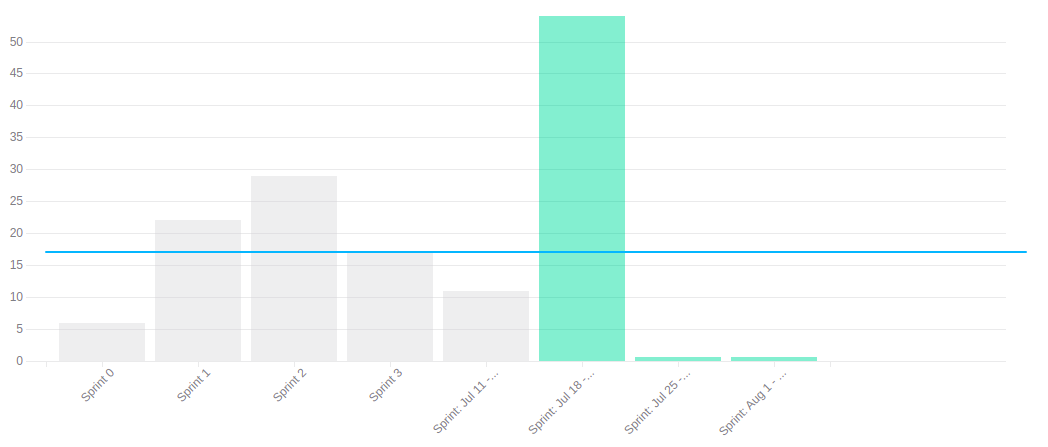 50
45
40
35
30
25
20
15
10
5
0
Sprint 0
Sprint 1
Sprint 2
Sprint 3
Sprint: Jul 11 -...
Sprint: Jul 18 -...
Sprint: Jul 25 -...
Sprint: Aug 1 - ...